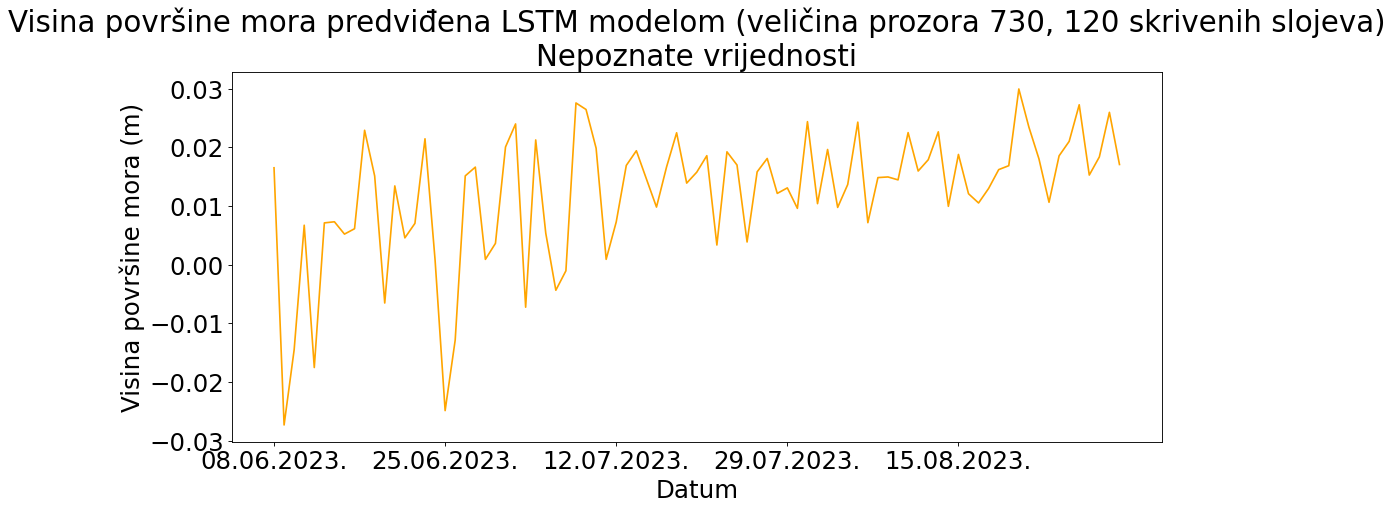 Visina površine mora predviđena LSTM modelom (veličina prozora 730, 120 skrivenih slojeva)
Nepoznate vrijednosti
Visina površine mora (m)
0.03
0.02
0.01
0.00
−0.01
−0.02
−0.03
08.06.2023. 25.06.2023. 12.07.2023. 29.07.2023. 15.08.2023.
Datum